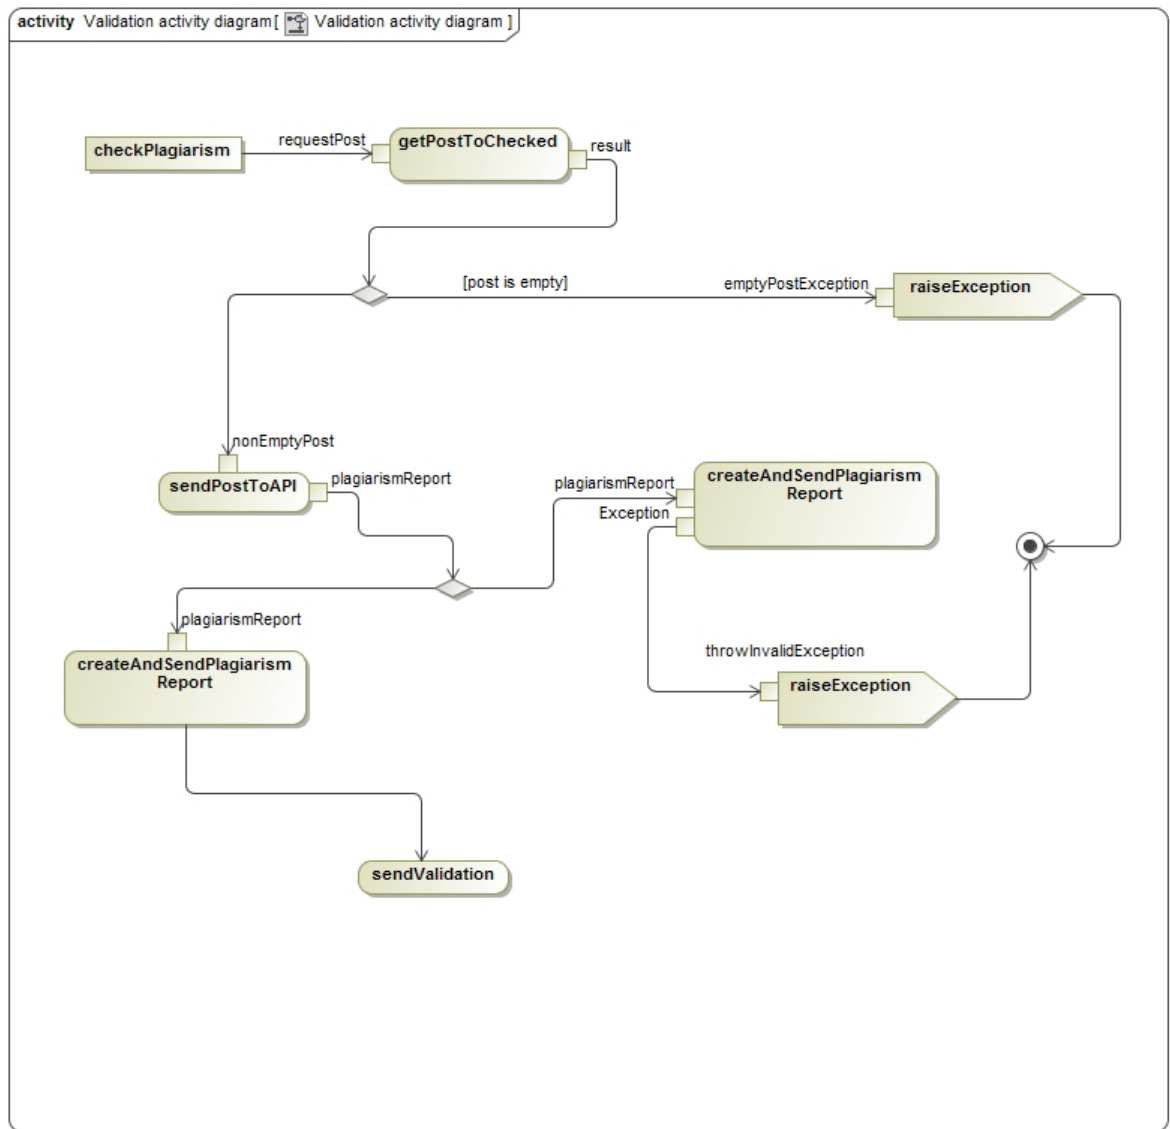 activity Validation activity diagram[ Validation activity diagram ]
checkPlagiarism
requestPost
getPostToChecked
result
[post is empty]
emptyPostException
raiseException
nonEmptyPost
sendPostToAPI
plagiarismReport
plagiarismReport
Exception
createAndSendPlagiarism
Report
plagiarismReport
createAndSendPlagiarism
Report
throwInvalidException
raiseException
sendValidation